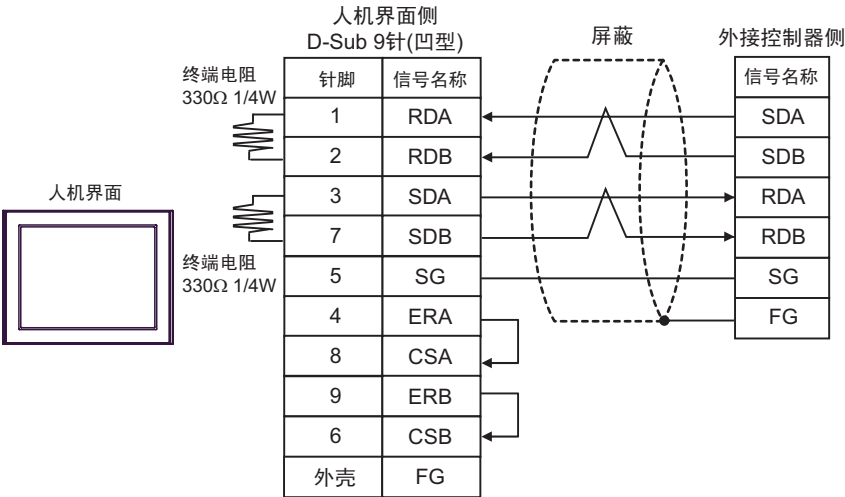 人机界面侧
D-Sub 9针(凹型)
屏蔽
外接控制器侧
终端电阻
330Ω 1/4W
针脚 信号名称
信号名称
1 RDA
SDA
2 RDB
SDB
人机界面
3 SDA
RDA
7 SDB
RDB
终端电阻
330Ω 1/4W
5 SG
SG
4 ERA
FG
8 CSA
9 ERB
6 CSB
外壳 FG